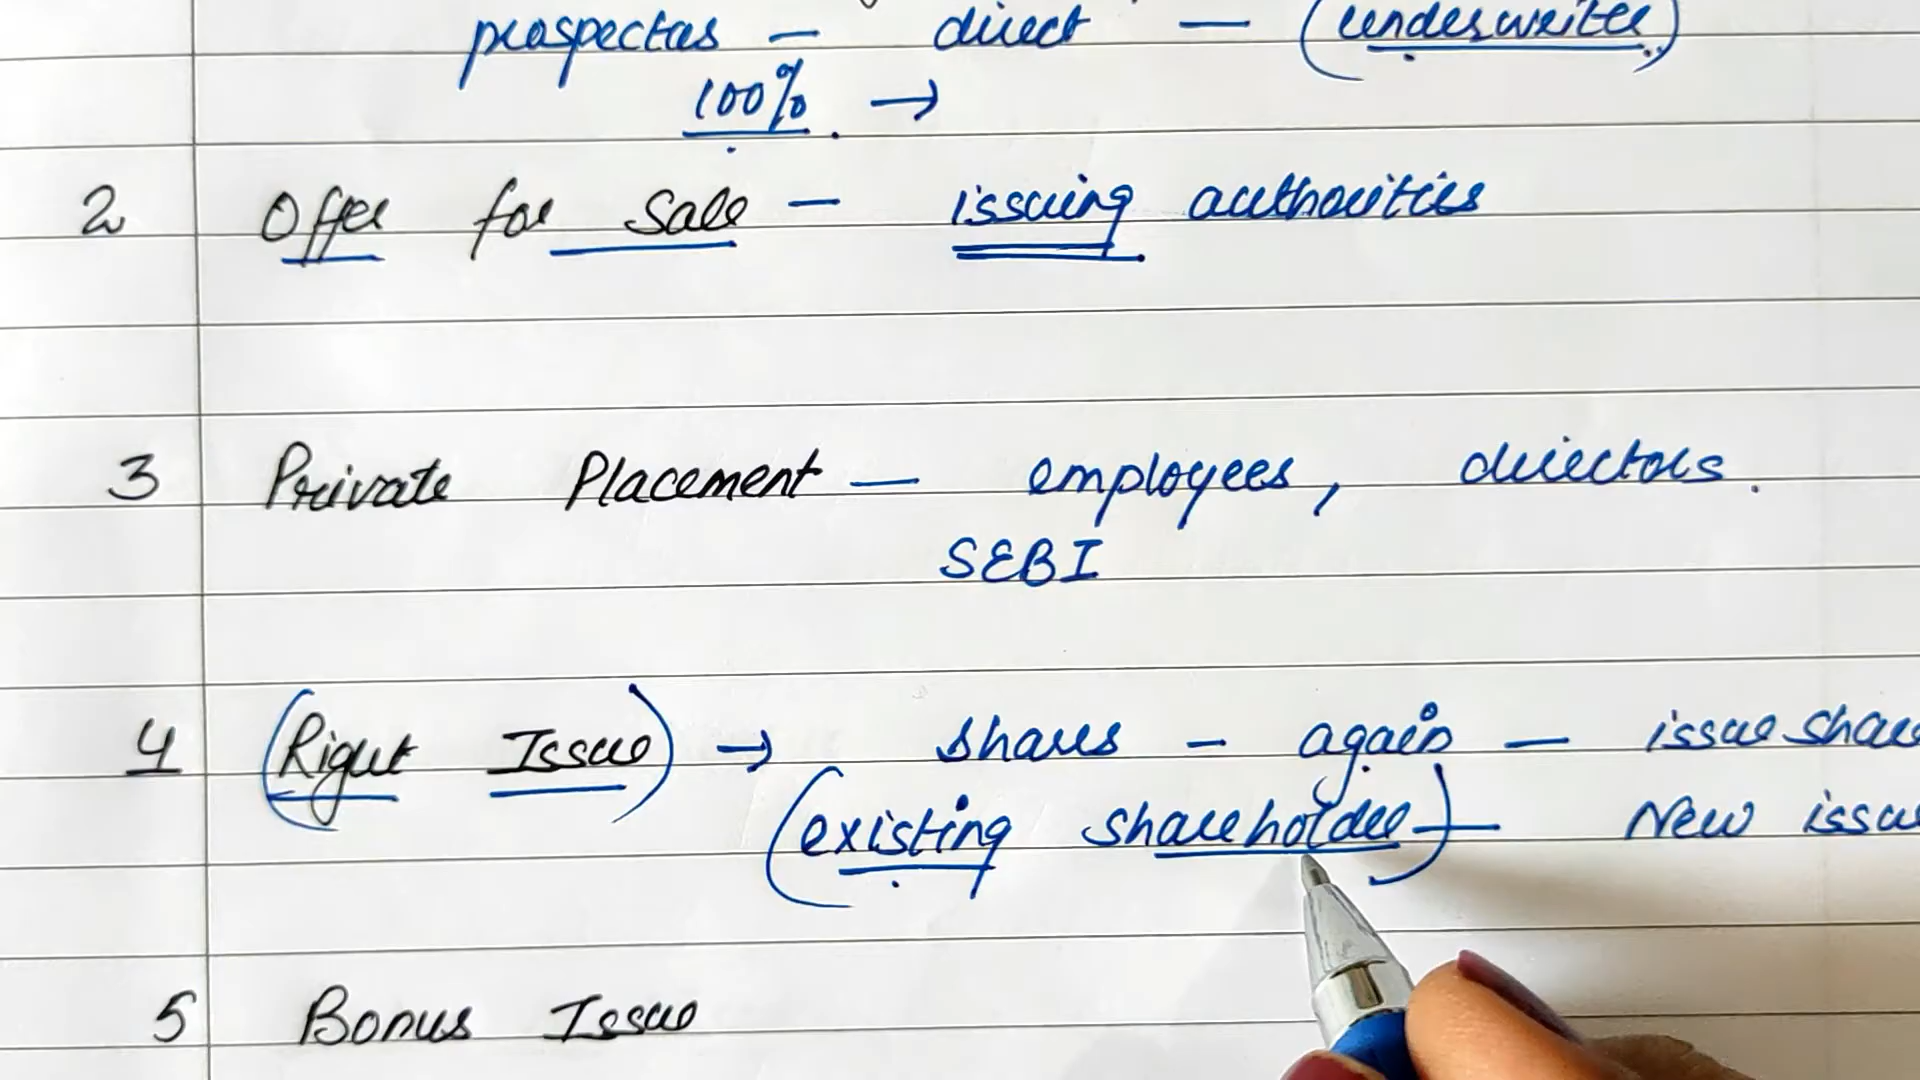 prospectus - direct - (underwriter)
100% →
2 Offer for Sale - issuing authorities
3 Private Placement - employees, directors.
SEBI
4 (Right Issue) → shares - again - issue share
(existing shareholder) - New issu
5 Bonus Issue